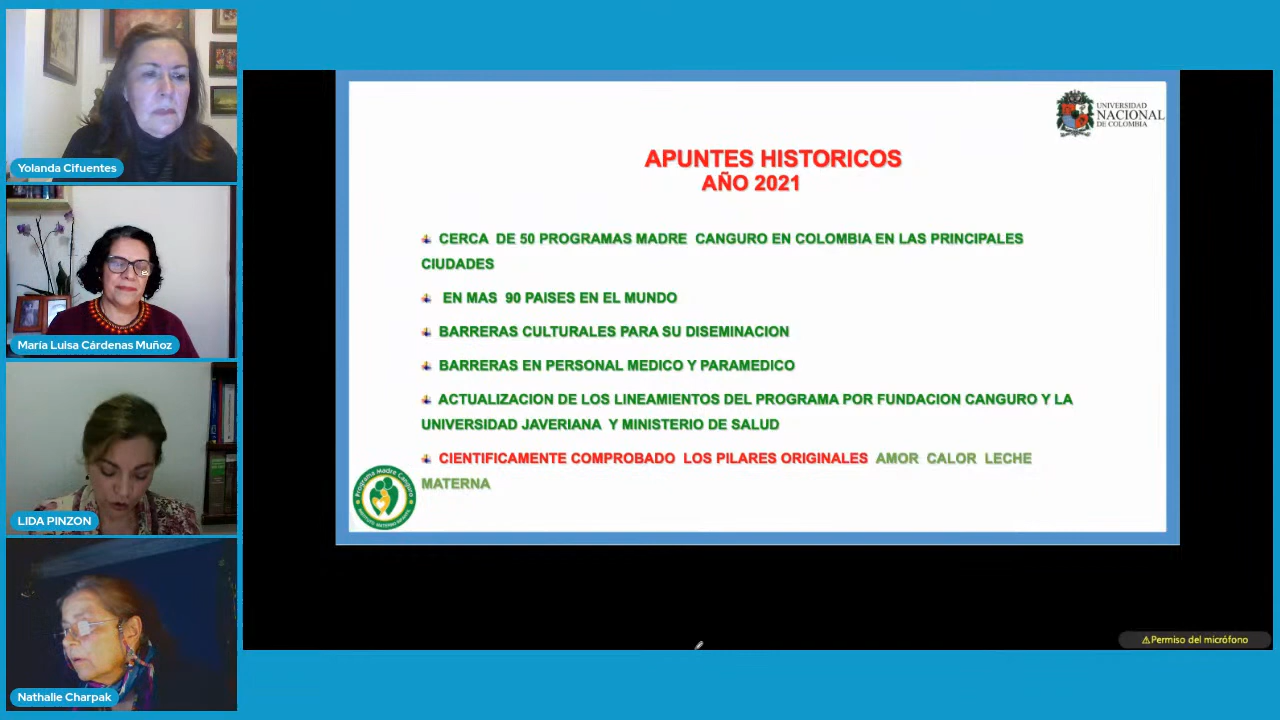 Yolanda Cifuentes
María Luisa Cárdenas Muñoz
LIDA PINZON
Nathalie Charpak
UNIVERSIDAD
NACIONAL
DE COLOMBIA
APUNTES HISTORICOS
AÑO 2021
CERCA DE 50 PROGRAMAS MADRE CANGURO EN COLOMBIA EN LAS PRINCIPALES
CIUDADES
EN MAS 90 PAISES EN EL MUNDO
BARRERAS CULTURALES PARA SU DISEMINACION
BARRERAS EN PERSONAL MEDICO Y PARAMEDICO
ACTUALIZACION DE LOS LINEAMIENTOS DEL PROGRAMA POR FUNDACION CANGURO Y LA
UNIVERSIDAD JAVERIANA Y MINISTERIO DE SALUD
CIENTIFICAMENTE COMPROBADO LOS PILARES ORIGINALES AMOR CALOR LECHE
MATERNA
Programa Madre Canguro
INSTITUTO MATERNO INFANTIL
⚠Permiso del micrófono